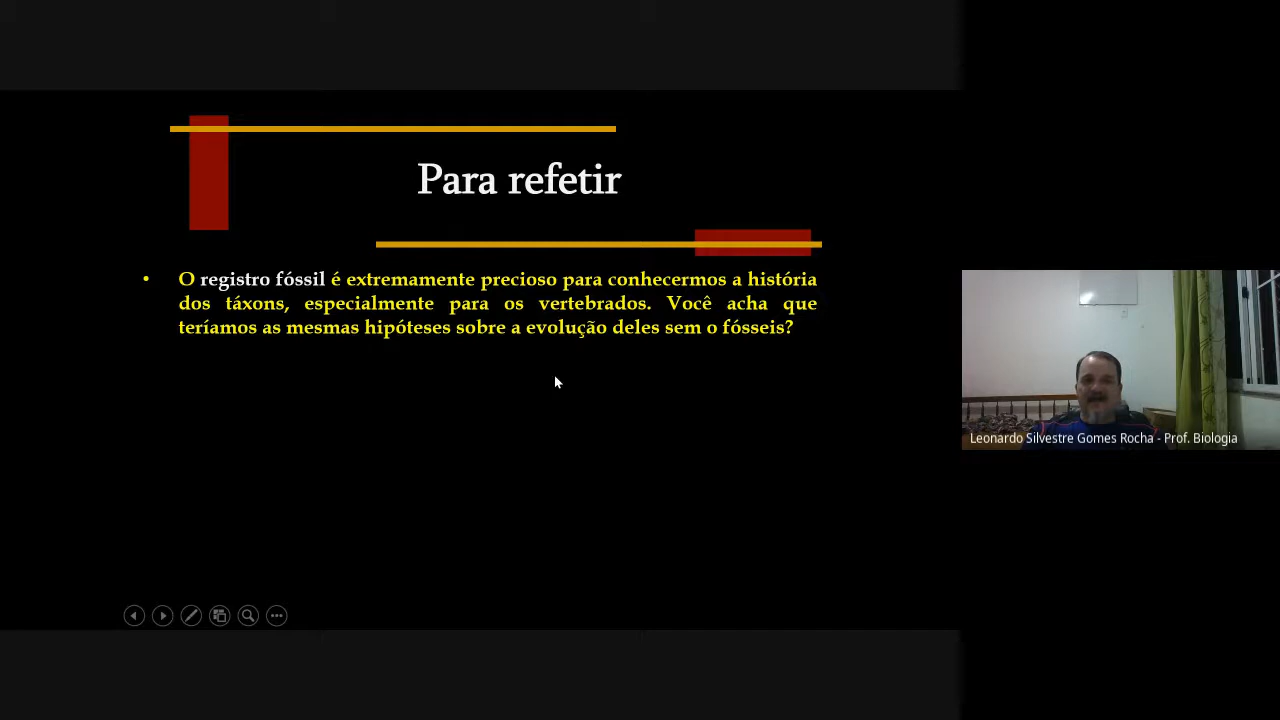 Para refetir
• O registro fóssil é extremamente precioso para conhecermos a história
dos táxons, especialmente para os vertebrados. Você acha que
teríamos as mesmas hipóteses sobre a evolução deles sem o fósseis?
Leonardo Silvestre Gomes Rocha - Prof. Biologia